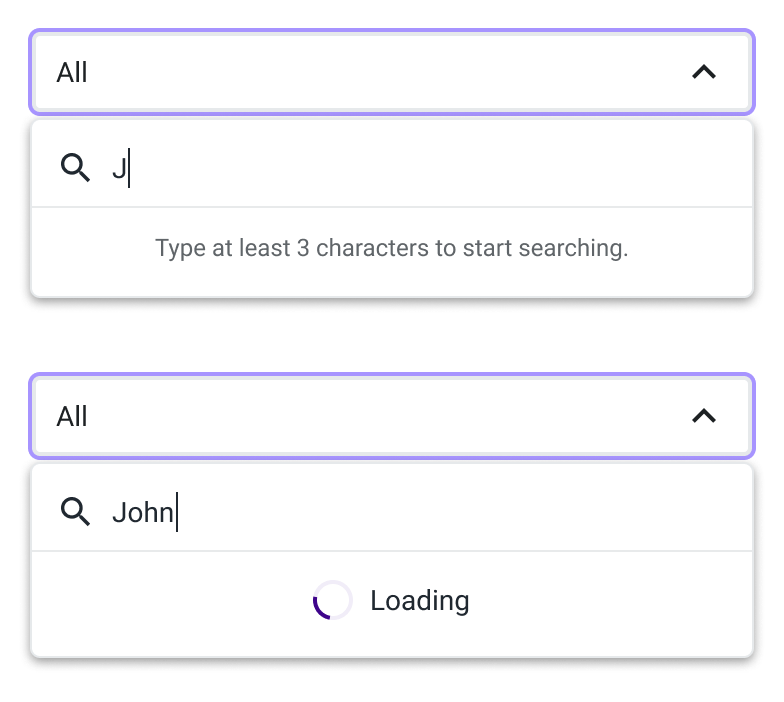 All
J
Type at least 3 characters to start searching.
All
John
Loading